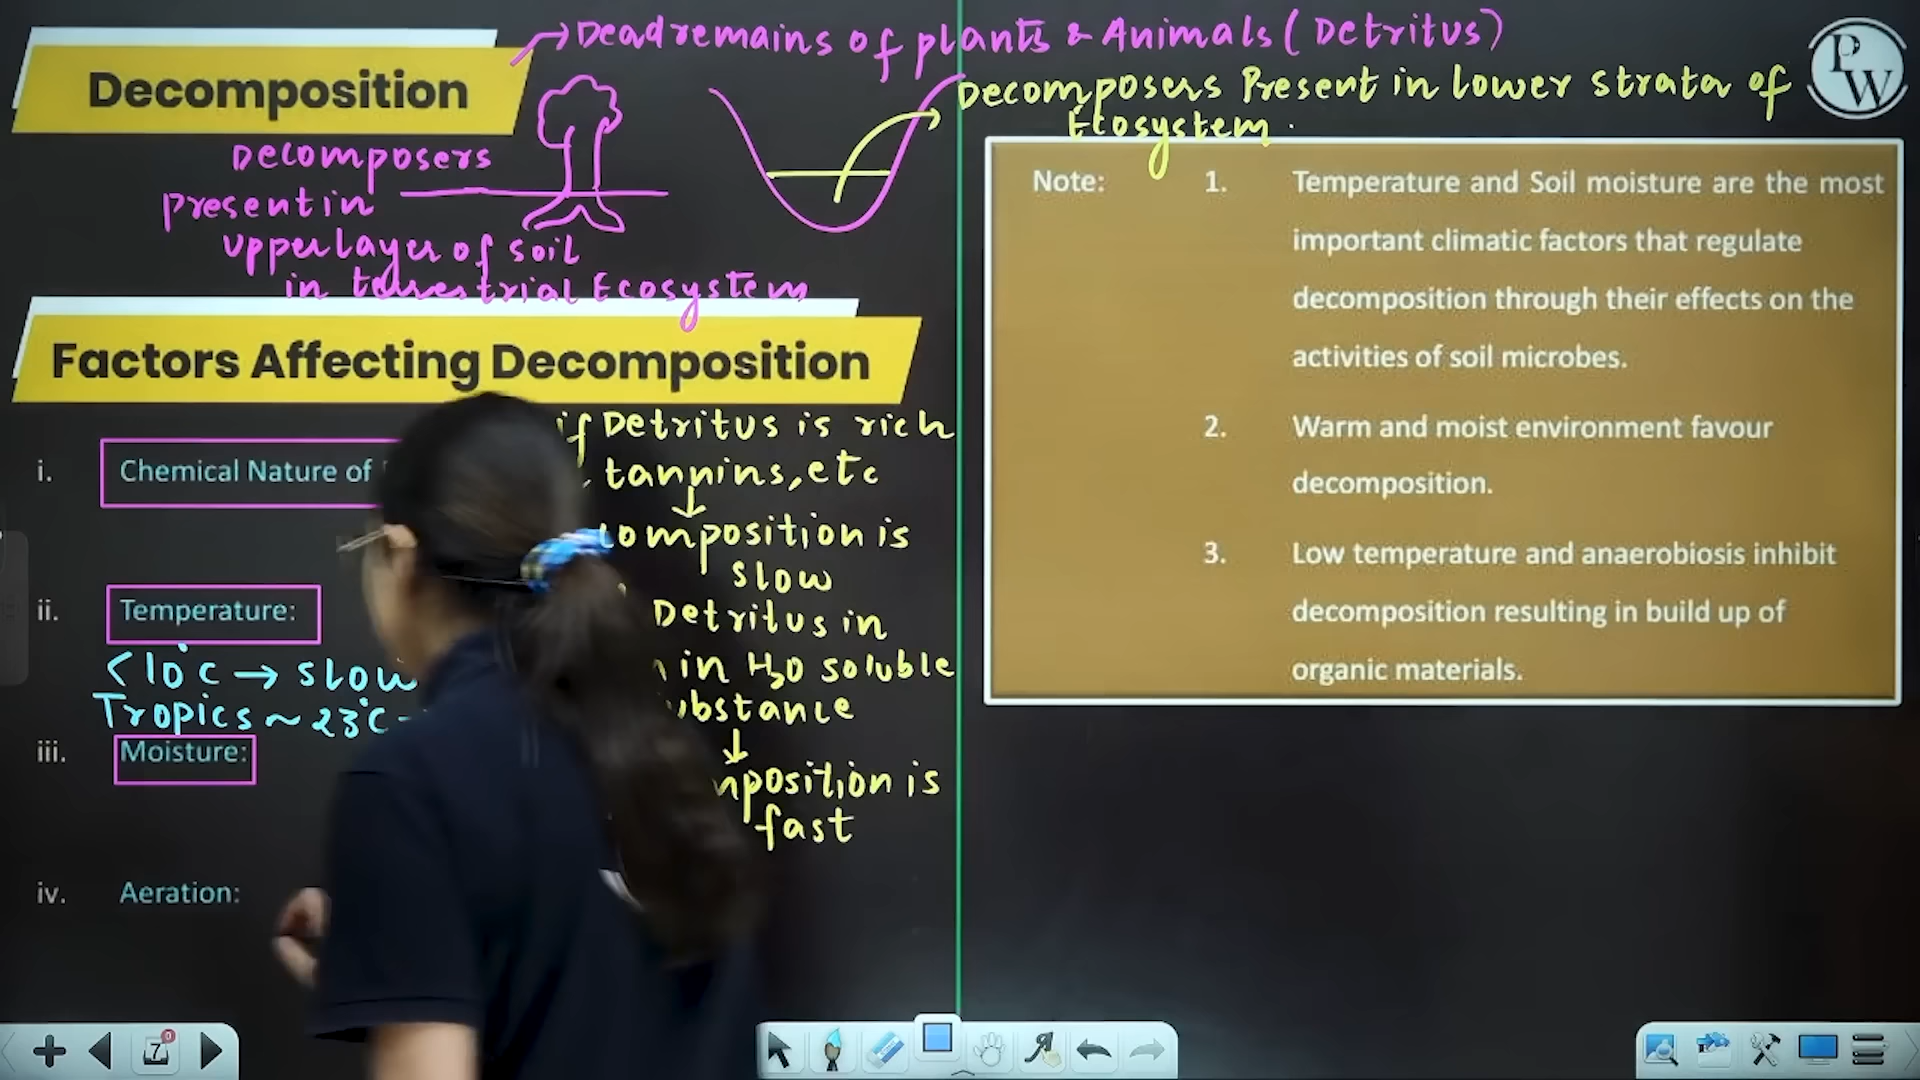 →Dead remains of plants & Animals (Detritus)
Decomposition
Decomposers
present in
upper layer of soil
in terrestrial Ecosystem
Decomposers Present in lower strata of
Ecosystem.
Factors Affecting Decomposition
i. Chemical Nature of
if Detritus is rich
tannins, etc
↓
composition is
slow
Detritus in
in H2O soluble
ubstance
↓
mposition is
fast
ii. Temperature:
<10°C → slow
Tropics ~ 23°C
iii. Moisture:
iv. Aeration:
PW
Note: 1. Temperature and Soil moisture are the most
important climatic factors that regulate
decomposition through their effects on the
activities of soil microbes.
2. Warm and moist environment favour
decomposition.
3. Low temperature and anaerobiosis inhibit
decomposition resulting in build up of
organic materials.
7
0